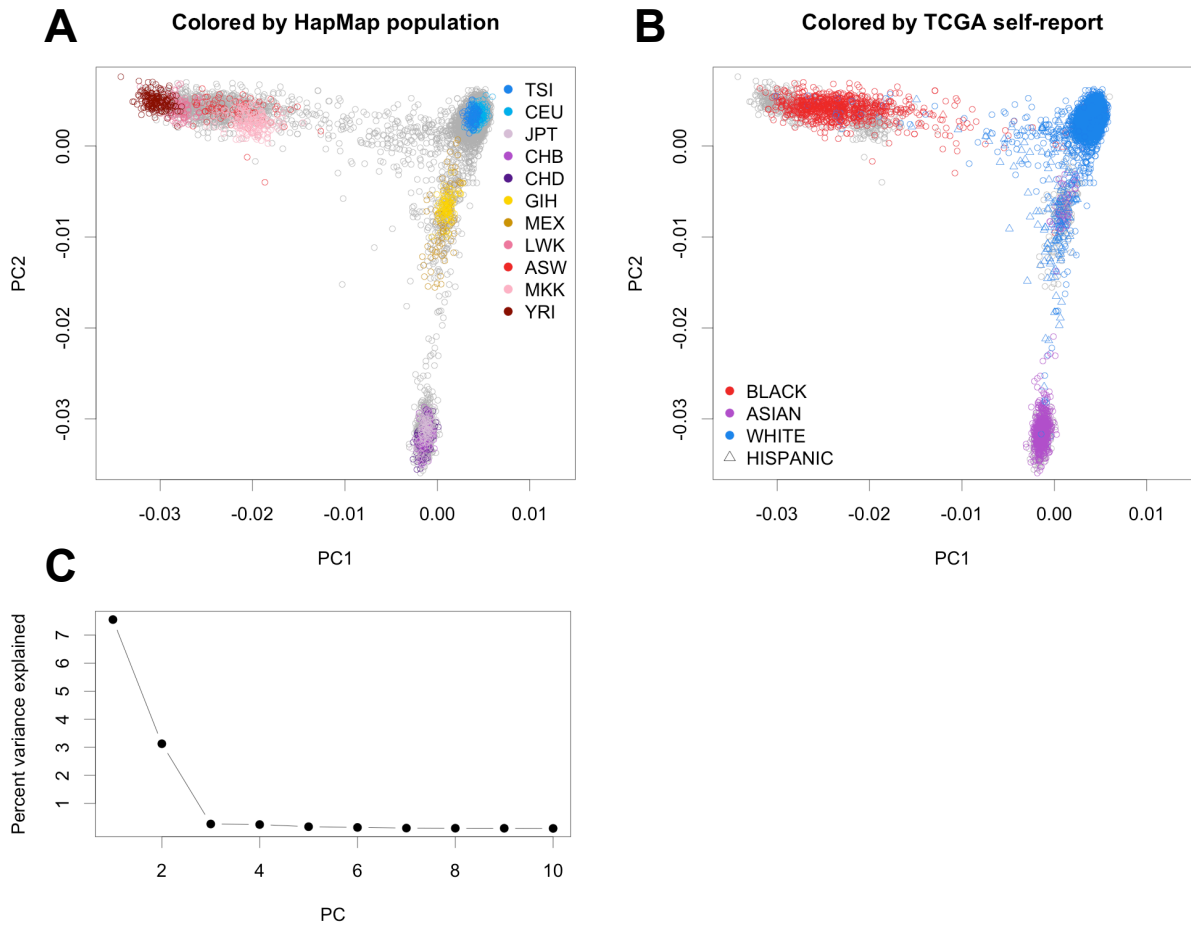 A
Colored by HapMap population
TSI
CEU
JPT
CHB
CHD
GIH
MEX
LWK
ASW
MKK
YRI
0.00
-0.01
-0.02
-0.03
PC2
-0.03
-0.02
-0.01
0.00
0.01
PC1
B
Colored by TCGA self-report
BLACK
ASIAN
WHITE
HISPANIC
0.00
-0.01
-0.02
-0.03
PC2
-0.03
-0.02
-0.01
0.00
0.01
PC1
C
7
6
5
4
3
2
1
Percent variance explained
2
4
6
8
10
PC